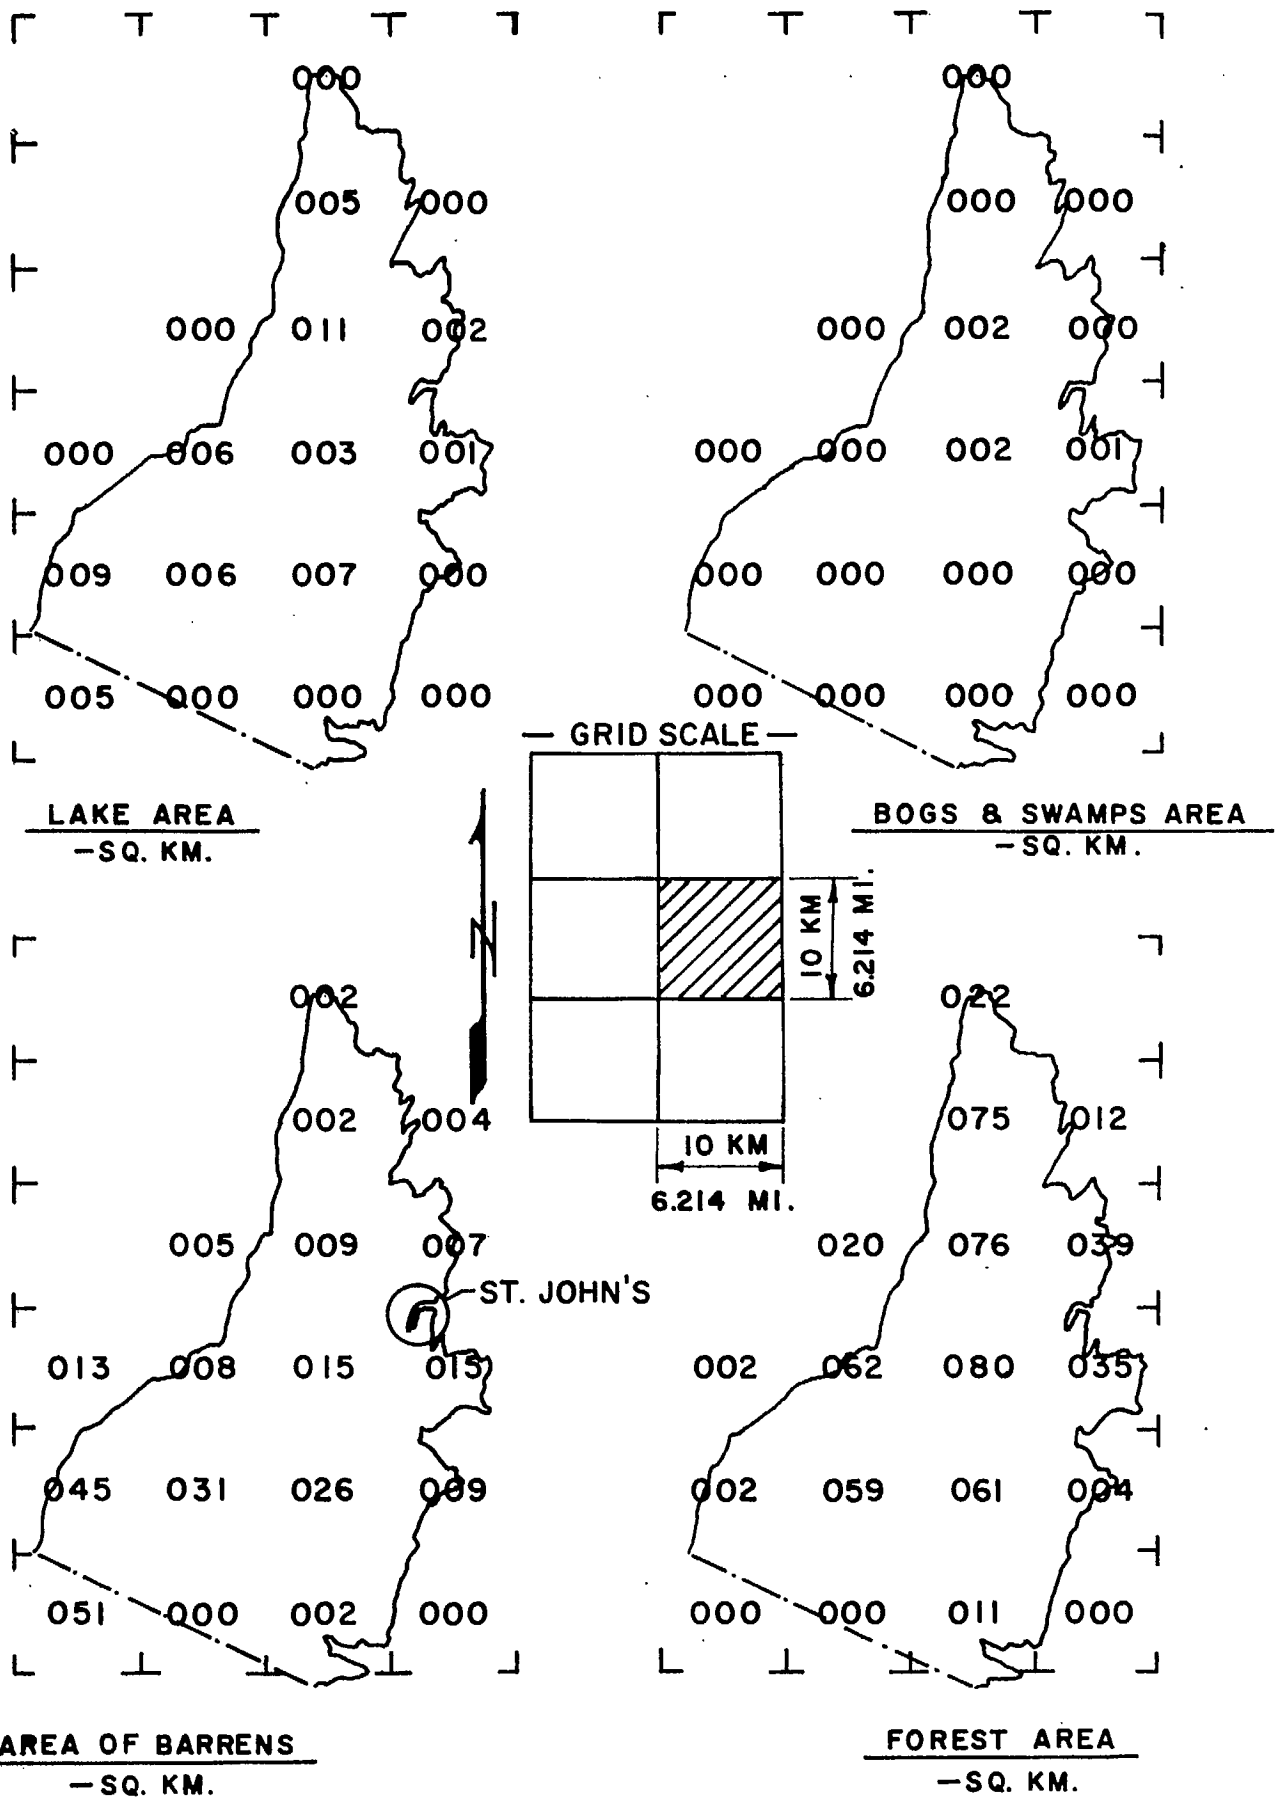 000
005 000
000 011 002
000 006 003 001
009 006 007 000
005 000 000 000
LAKE AREA
—SQ. KM.
000
000 000
000 002 000
000 000 002 001
000 000 000 000
000 000 000 000
BOGS & SWAMPS AREA
—SQ. KM.
— GRID SCALE —
10 KM
6.214 MI.
10 KM
6.214 MI.
N
002
002 004
005 009 007
ST. JOHN'S
013 008 015 015
045 031 026 009
051 000 002 000
AREA OF BARRENS
—SQ. KM.
022
075 012
020 076 039
002 062 080 035
002 059 061 004
000 000 011 000
FOREST AREA
—SQ. KM.